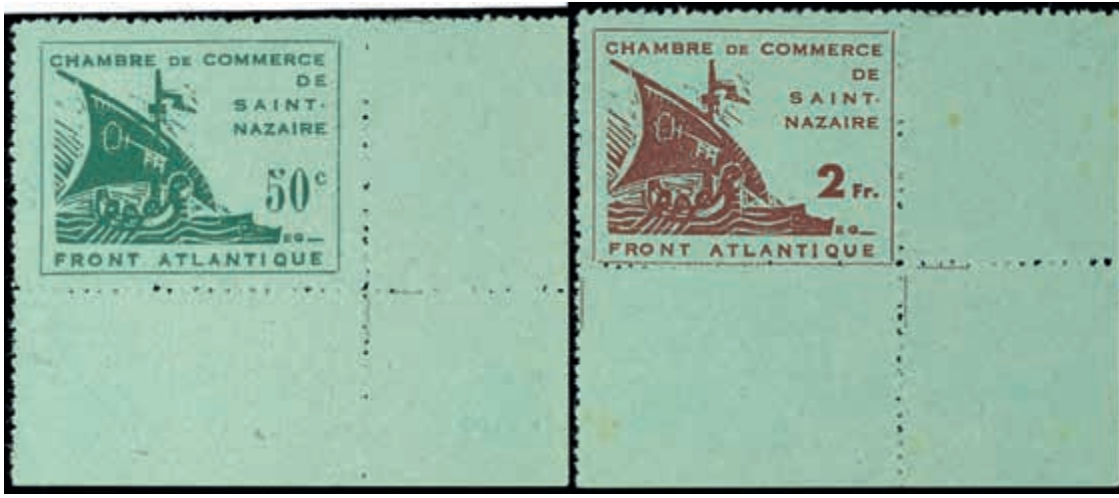 CHAMBRE DE COMMERCE
DE
SAINT-
NAZAIRE
50c
EG
FRONT ATLANTIQUE
CHAMBRE DE COMMERCE
DE
SAINT-
NAZAIRE
2 Fr.
EG
FRONT ATLANTIQUE